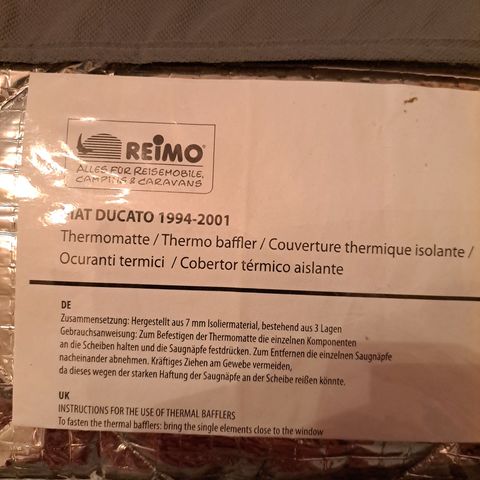 REIMO®
ALLES FÜR REISEMOBILE,
CAMPING & CARAVANS
FIAT DUCATO 1994-2001
Thermomatte / Thermo baffler / Couverture thermique isolante /
Ocuranti termici / Cobertor térmico aislante
DE
Zusammensetzung: Hergestellt aus 7 mm Isoliermaterial, bestehend aus 3 Lagen
Gebrauchsanweisung: Zum Befestigen der Thermomatte die einzelnen Komponenten
an die Scheiben halten und die Saugnäpfe festdrücken. Zum Entfernen die einzelnen Saugnäpfe
nacheinander abnehmen. Kräftiges Ziehen am Gewebe vermeiden,
da dieses wegen der starken Haftung der Saugnäpfe an der Scheibe reißen könnte.
UK
INSTRUCTIONS FOR THE USE OF THERMAL BAFFLERS
To fasten the thermal bafflers: bring the single elements close to the window